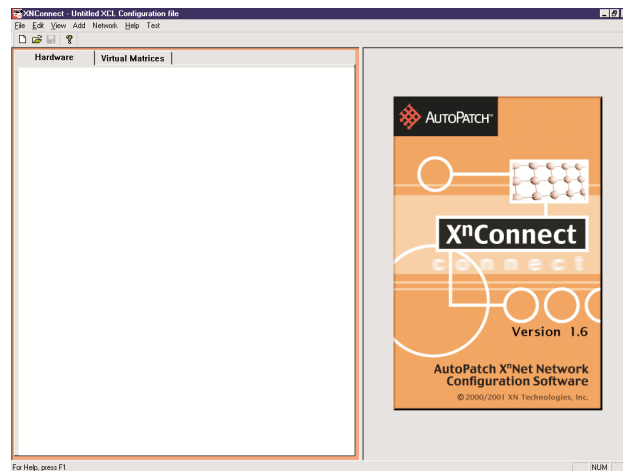 XNConnect - Untitled XCL Configuration file
File Edit View Add Network Help Test
Hardware Virtual Matrices
AUTOPATCH™
XⁿConnect
connect
Version 1.6
AutoPatch XⁿNet Network
Configuration Software
© 2000/2001 XN Technologies, Inc.
For Help, press F1
NUM